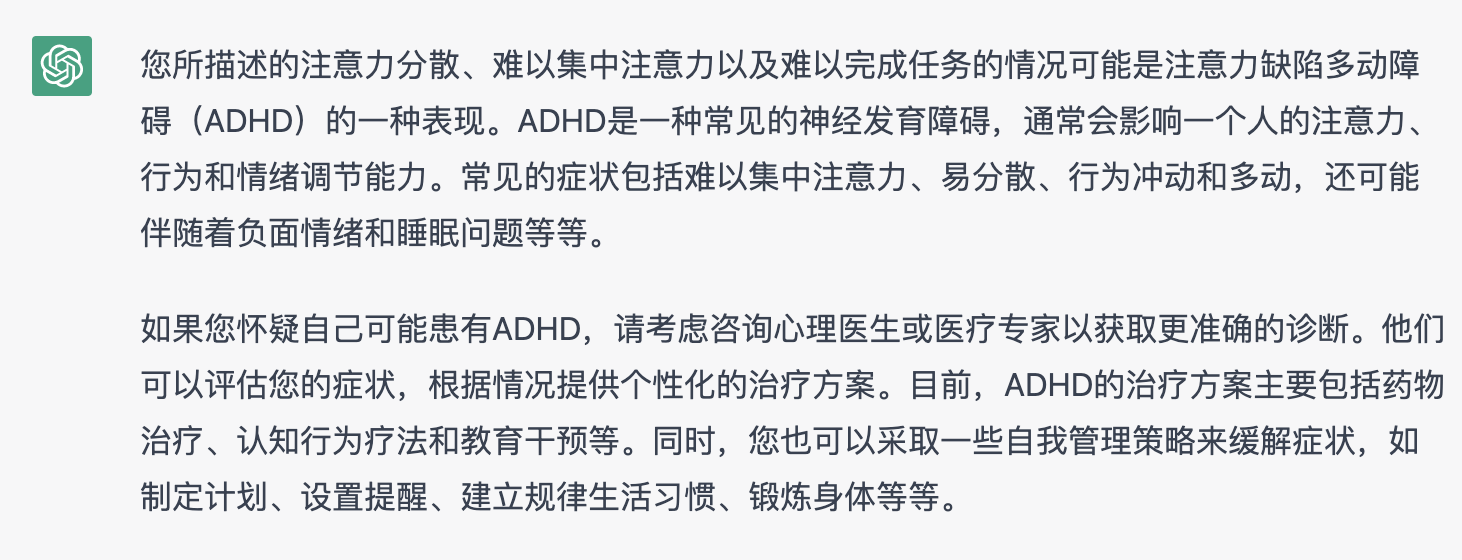 您所描述的注意力分散、难以集中注意力以及难以完成任务的情况可能是注意力缺陷多动障
碍（ADHD）的一种表现。ADHD是一种常见的神经发育障碍，通常会影响一个人的注意力、
行为和情绪调节能力。常见的症状包括难以集中注意力、易分散、行为冲动和多动，还可能
伴随着负面情绪和睡眠问题等等。
如果您怀疑自己可能患有ADHD，请考虑咨询心理医生或医疗专家以获取更准确的诊断。他们
可以评估您的症状，根据情况提供个性化的治疗方案。目前，ADHD的治疗方案主要包括药物
治疗、认知行为疗法和教育干预等。同时，您也可以采取一些自我管理策略来缓解症状，如
制定计划、设置提醒、建立规律生活习惯、锻炼身体等等。